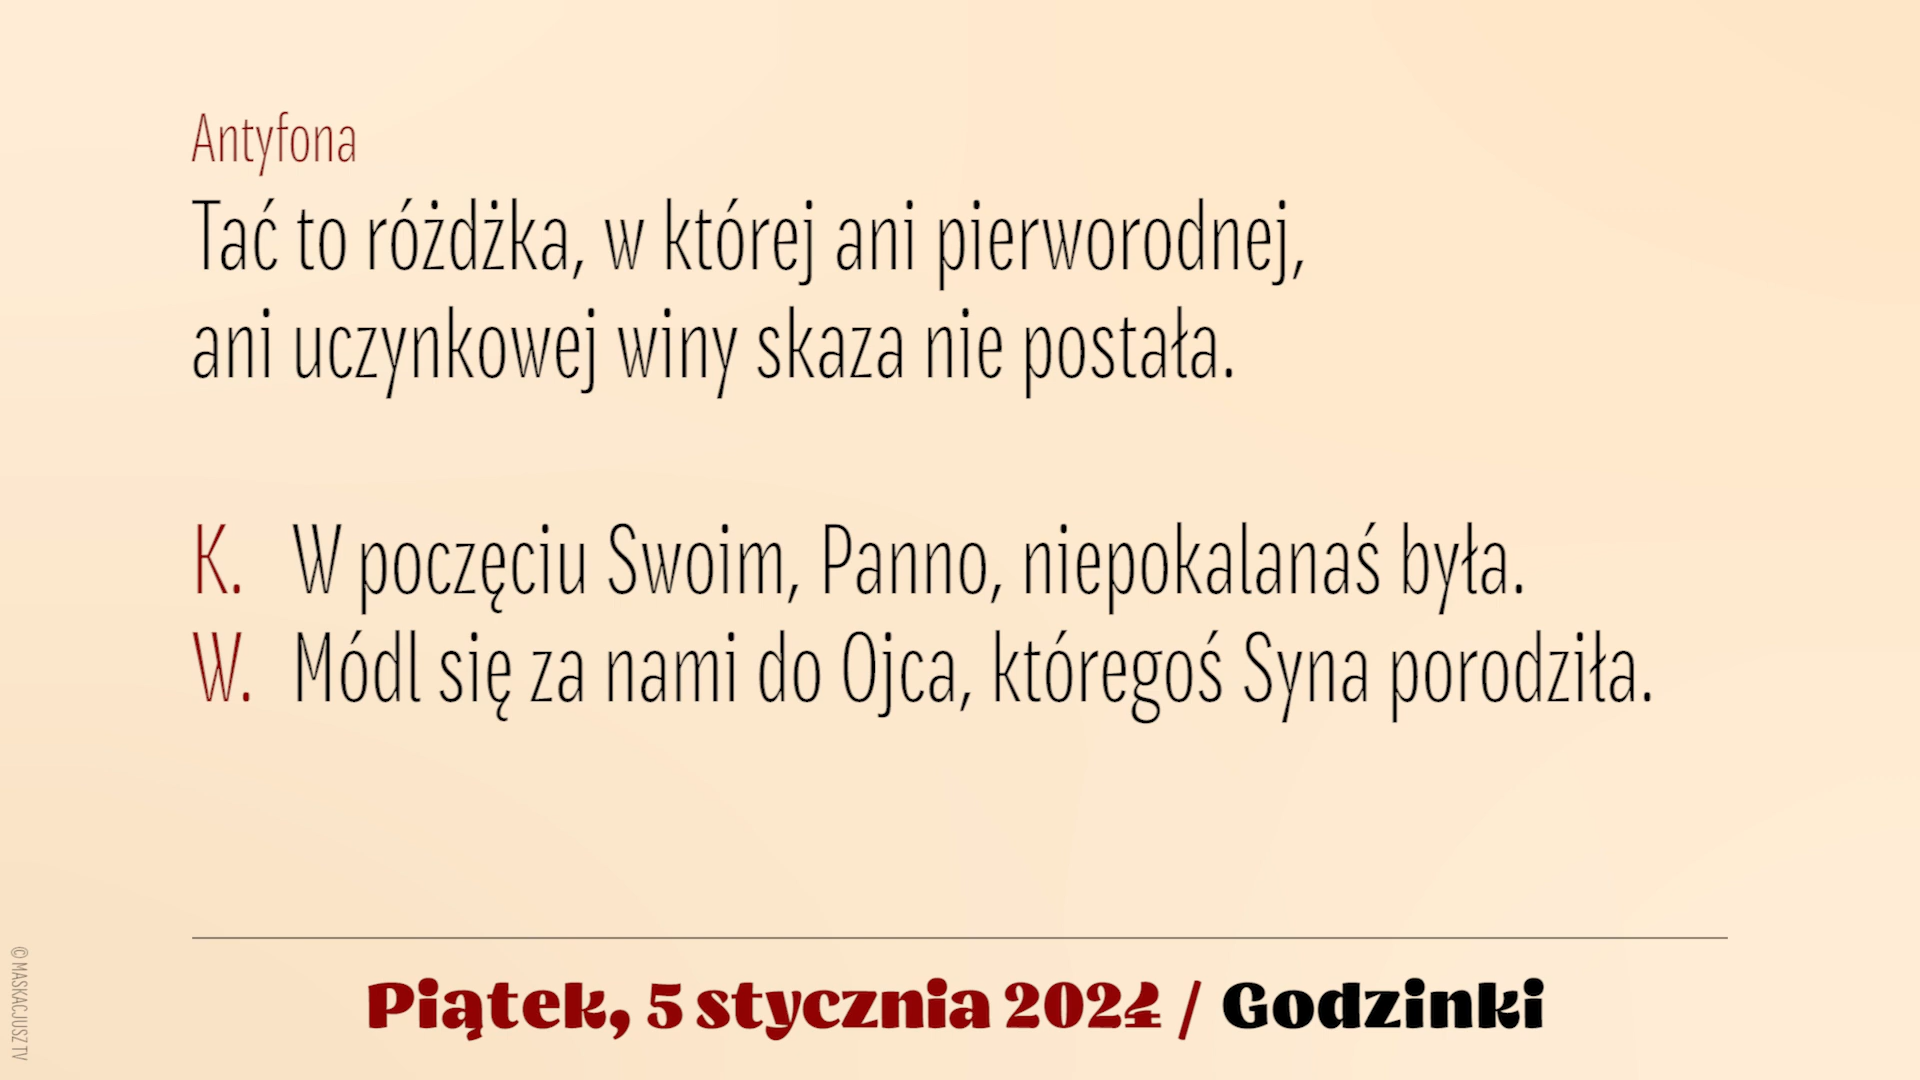 Antyfona
Tać to różdżka, w której ani pierworodnej,
ani uczynkowej winy skaza nie postała.
K. W poczęciu Swoim, Panno, niepokalanaś była.
W. Módl się za nami do Ojca, któregoś Syna porodziła.
Piątek, 5 stycznia 2024 / Godzinki
© MASKACJUSZ TV